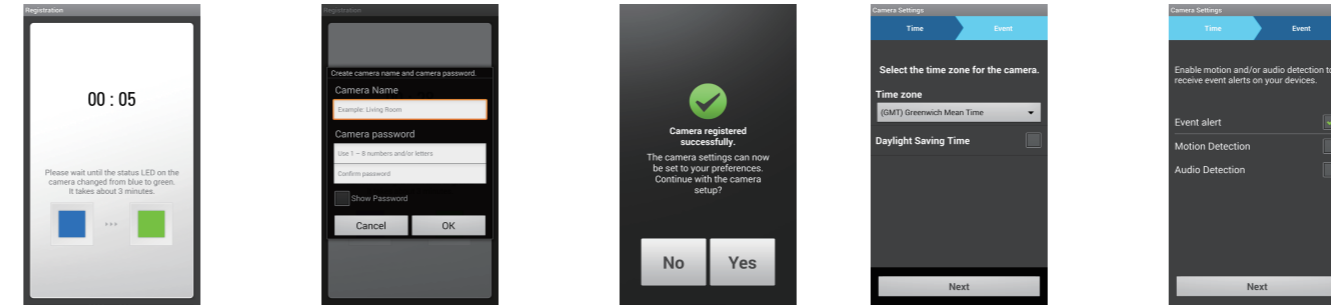 Registration
00 : 05
Please wait until the status LED on the
camera changed from blue to green.
It takes about 3 minutes.
Registration
Create camera name and camera password.
Camera Name
Example: Living Room
Camera password
Use 1 – 8 numbers and/or letters
Confirm password
Show Password
Cancel
OK
Camera registered
successfully.
The camera settings can now
be set to your preferences.
Continue with the camera
setup?
No
Yes
Camera Settings
Time
Event
Select the time zone for the camera.
Time zone
(GMT) Greenwich Mean Time
Daylight Saving Time
Next
Camera Settings
Time
Event
Enable motion and/or audio detection to
receive event alerts on your devices.
Event alert
Motion Detection
Audio Detection
Next